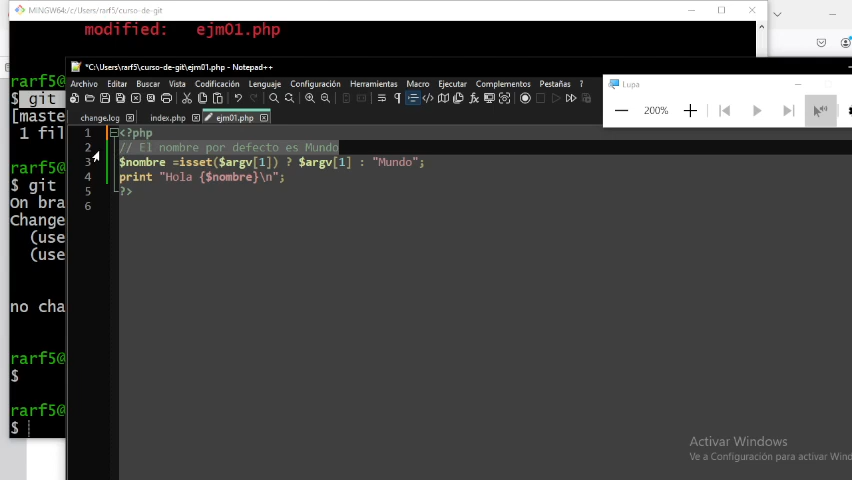 MINGW64:/c/Users/rarf5/curso-de-git
modified: ejm01.php
rarf5@
$ git
[maste
1 fil
rarf5@
$ git
On bra
Change
(use
(use
no cha
rarf5@
$
rarf5@
$
*C:\Users\rarf5\curso-de-git\ejm01.php - Notepad++
Archivo Editar Buscar Vista Codificación Lenguaje Configuración Herramientas Macro Ejecutar Complementos Pestañas ?
change.log index.php ejm01.php
1 <?php
2 // El nombre por defecto es Mundo
3 $nombre =isset($argv[1]) ? $argv[1] : "Mundo";
4 print "Hola {$nombre}\n";
5 ?>
6
Lupa
200%
Activar Windows
Ve a Configuración para activar Wind